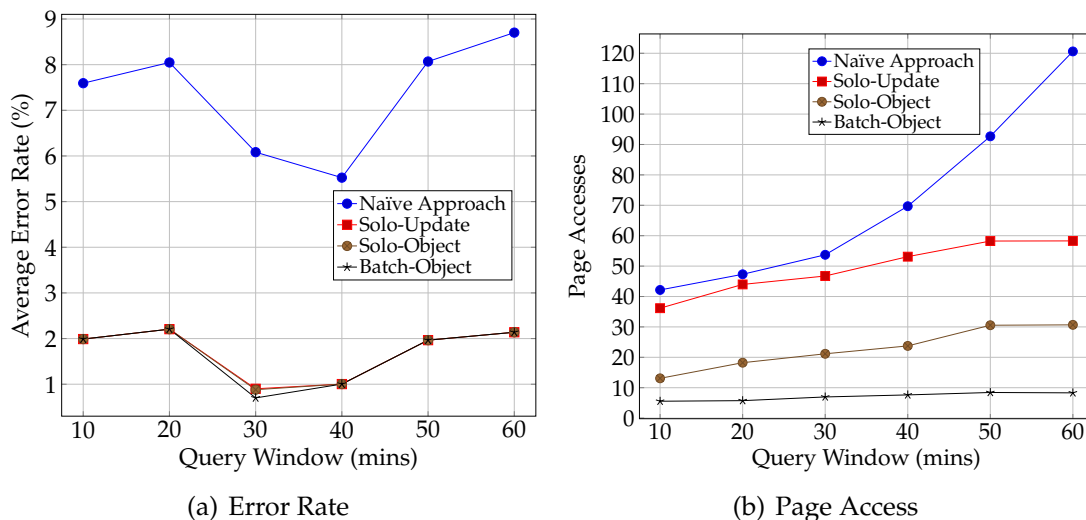 9
8
7
6
5
4
3
2
1
10 20 30 40 50 60
Average Error Rate (%)
Query Window (mins)
Naïve Approach
Solo-Update
Solo-Object
Batch-Object
(a) Error Rate
120
110
100
90
80
70
60
50
40
30
20
10
0
10 20 30 40 50 60
Page Accesses
Query Window (mins)
Naïve Approach
Solo-Update
Solo-Object
Batch-Object
(b) Page Access